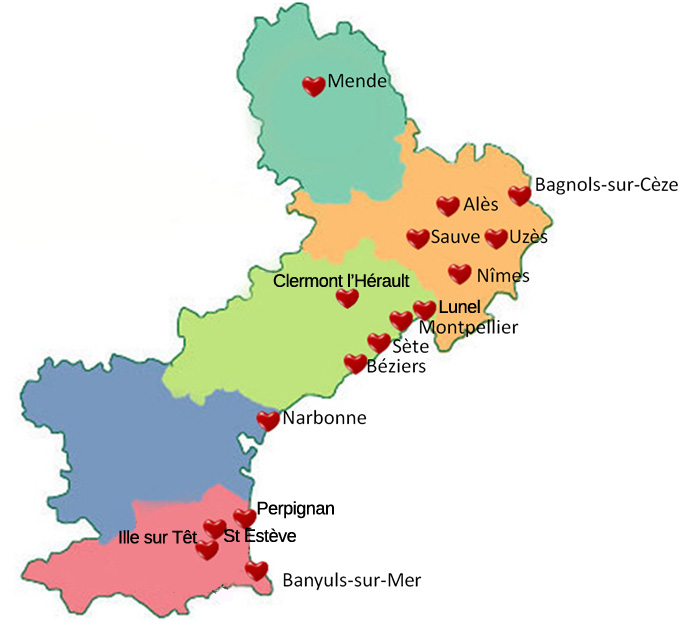 Mende
Bagnols-sur-Cèze
Alès
Sauve
Uzès
Nîmes
Clermont l'Hérault
Lunel
Montpellier
Sète
Béziers
Narbonne
Perpignan
Ille sur Têt
St Estève
Banyuls-sur-Mer